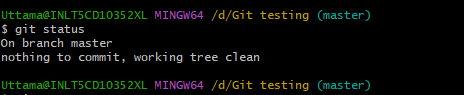 Uttama@INLT5CD10352XL MINGW64 /d/Git testing (master)
$ git status
On branch master
nothing to commit, working tree clean
Uttama@INLT5CD10352XL MINGW64 /d/Git testing (master)